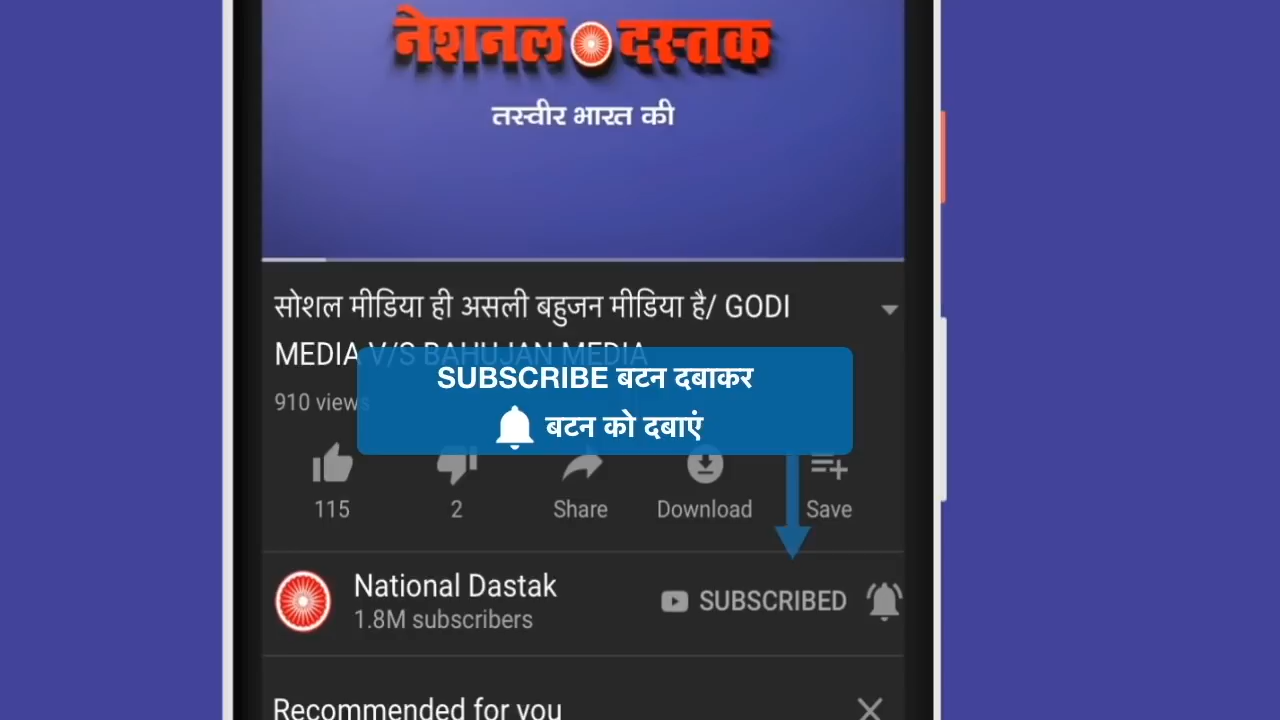 नेशनल दस्तक
तस्वीर भारत की
सोशल मीडिया ही असली बहुजन मीडिया है/ GODI
MEDIA V/S BAHUJAN MEDIA
910 views
SUBSCRIBE बटन दबाकर
बटन को दबाएं
115
2
Share
Download
Save
National Dastak
1.8M subscribers
SUBSCRIBED
Recommended for you